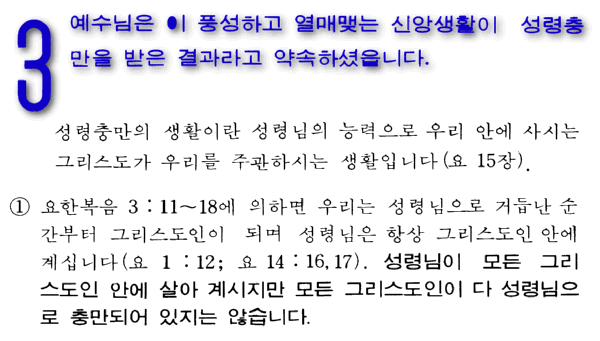 3
예수님은 이 풍성하고 열매맺는 신앙생활이 성령충
만을 받은 결과라고 약속하셨읍니다.
성령충만의 생활이란 성령님의 능력으로 우리 안에 사시는
그리스도가 우리를 주관하시는 생활입니다(요 15장).
① 요한복음 3：11～18에 의하면 우리는 성령님으로 거듭난 순
간부터 그리스도인이 되며 성령님은 항상 그리스도인 안에
계십니다(요 1：12; 요 14：16, 17). 성령님이 모든 그리
스도인 안에 살아 계시지만 모든 그리스도인이 다 성령님으
로 충만되어 있지는 않습니다.